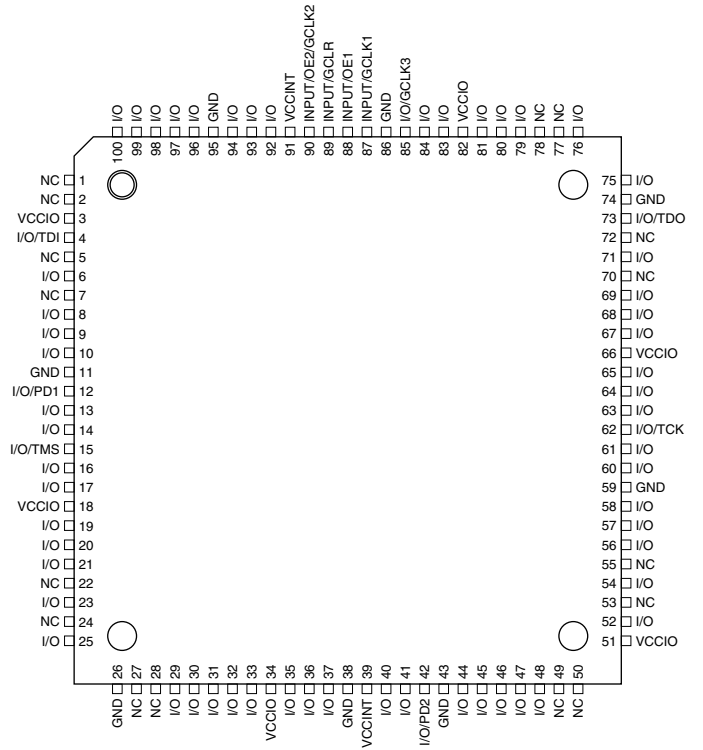 I/O I/O I/O I/O I/O GND I/O I/O I/O VCCINT INPUT/OE2/GCLK2 INPUT/GCLR INPUT/OE1 INPUT/GCLK1 GND I/O/GCLK3 I/O I/O VCCIO I/O I/O I/O NC NC I/O
100 99 98 97 96 95 94 93 92 91 90 89 88 87 86 85 84 83 82 81 80 79 78 77 76
NC 1 75 I/O
NC 2 74 GND
VCCIO 3 73 I/O/TDO
I/O/TDI 4 72 NC
NC 5 71 I/O
I/O 6 70 NC
NC 7 69 I/O
I/O 8 68 I/O
I/O 9 67 I/O
I/O 10 66 VCCIO
GND 11 65 I/O
I/O/PD1 12 64 I/O
I/O 13 63 I/O
I/O 14 62 I/O/TCK
I/O/TMS 15 61 I/O
I/O 16 60 I/O
I/O 17 59 GND
VCCIO 18 58 I/O
I/O 19 57 I/O
I/O 20 56 I/O
I/O 21 55 NC
NC 22 54 I/O
I/O 23 53 NC
NC 24 52 I/O
I/O 25 51 VCCIO
26 27 28 29 30 31 32 33 34 35 36 37 38 39 40 41 42 43 44 45 46 47 48 49 50
GND NC NC I/O I/O I/O I/O I/O VCCIO I/O I/O I/O GND VCCINT I/O I/O I/O/PD2 GND I/O I/O I/O I/O I/O NC NC